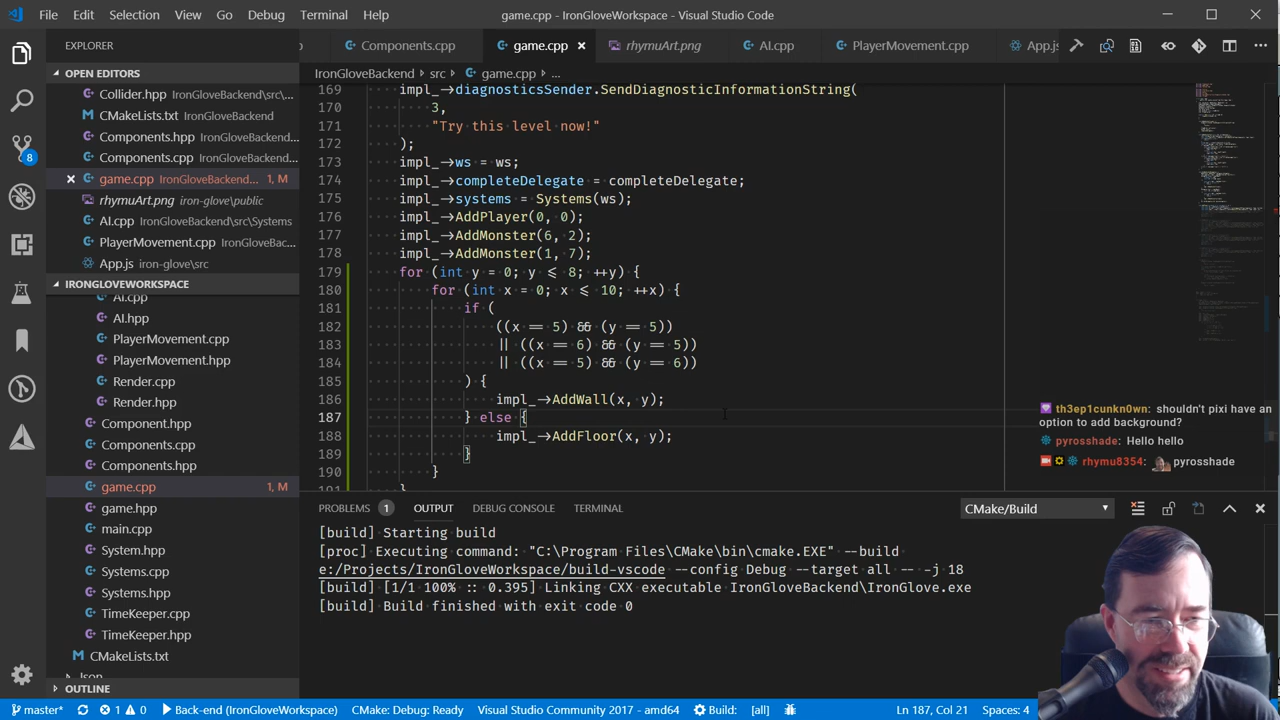 File Edit Selection View Go Debug Terminal Help
game.cpp - IronGloveWorkspace - Visual Studio Code
EXPLORER
Components.cpp
game.cpp
rhymuArt.png
AI.cpp
PlayerMovement.cpp
App.js
OPEN EDITORS
Collider.hpp IronGloveBackend\src\...
CMakeLists.txt IronGloveBackend
Components.hpp IronGloveBackend...
Components.cpp IronGloveBackend...
game.cpp IronGloveBackend... 1, M
rhymuArt.png iron-glove\public
AI.cpp IronGloveBackend\src\Systems
PlayerMovement.cpp IronGloveBac...
App.js iron-glove\src
IRONGLOVEWORKSPACE
AI.cpp
AI.hpp
PlayerMovement.cpp
PlayerMovement.hpp
Render.cpp
Render.hpp
Component.hpp
Components.cpp
Components.hpp
game.cpp 1, M
game.hpp
main.cpp
System.hpp
Systems.cpp
Systems.hpp
TimeKeeper.cpp
TimeKeeper.hpp
CMakeLists.txt
Json
OUTLINE
8
IronGloveBackend › src › game.cpp › ...
169 impl_->diagnosticsSender.SendDiagnosticInformationString(
170 3,
171 "Try this level now!"
172 );
173 impl_->ws = ws;
174 impl_->completeDelegate = completeDelegate;
175 impl_->systems = Systems(ws);
176 impl_->AddPlayer(0, 0);
177 impl_->AddMonster(6, 2);
178 impl_->AddMonster(1, 7);
179 for (int y = 0; y <= 8; ++y) {
180 for (int x = 0; x <= 10; ++x) {
181 if (
182 ((x == 5) && (y == 5))
183 || ((x == 6) && (y == 5))
184 || ((x == 5) && (y == 6))
185 ) {
186 impl_->AddWall(x, y);
187 } else {
188 impl_->AddFloor(x, y);
189 }
190 }
191 }
th3ep1cunkn0wn: shouldn't pixi have an
option to add background?
pyrosshade: Hello hello
rhymu8354: pyrosshade
PROBLEMS 1 OUTPUT DEBUG CONSOLE TERMINAL
CMake/Build
[build] Starting build
[proc] Executing command: "C:\Program Files\CMake\bin\cmake.EXE" --build
e:/Projects/IronGloveWorkspace/build-vscode --config Debug --target all -- -j 18
[build] [1/1 100% :: 0.395] Linking CXX executable IronGloveBackend\IronGlove.exe
[build] Build finished with exit code 0
master* 1 0 Back-end (IronGloveWorkspace) CMake: Debug: Ready Visual Studio Community 2017 - amd64 Build: [all] Ln 187, Col 21 Spaces: 4